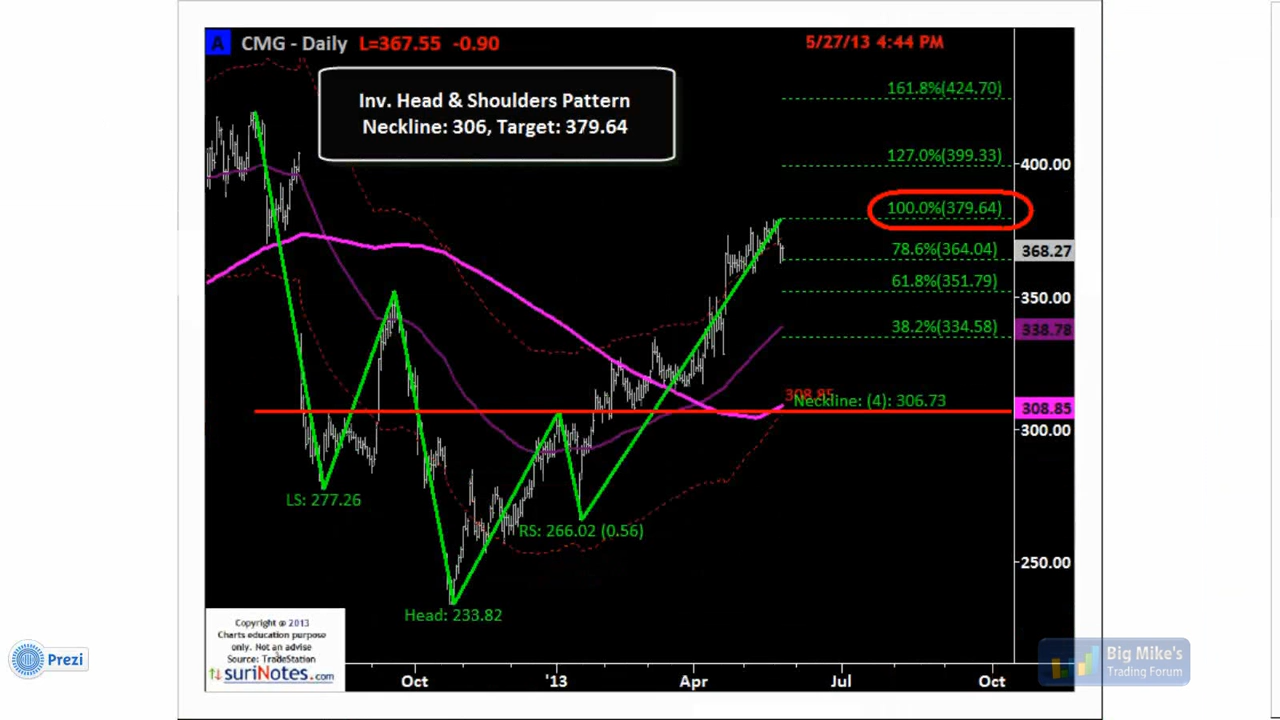 A CMG - Daily L=367.55 -0.90 5/27/13 4:44 PM
Inv. Head & Shoulders Pattern
Neckline: 306, Target: 379.64
161.8%(424.70)
127.0%(399.33)
400.00
100.0%(379.64)
78.6%(364.04)
368.27
61.8%(351.79)
350.00
38.2%(334.58)
338.78
308.85
Neckline: (4): 306.73
308.85
300.00
LS: 277.26
RS: 266.02 (0.56)
250.00
Head: 233.82
Copyright @ 2013
Charts education purpose
only. Not an advise
Source: TradeStation
suriNotes.com
Oct '13 Apr Jul Oct
Prezi
Big Mike's
Trading Forum